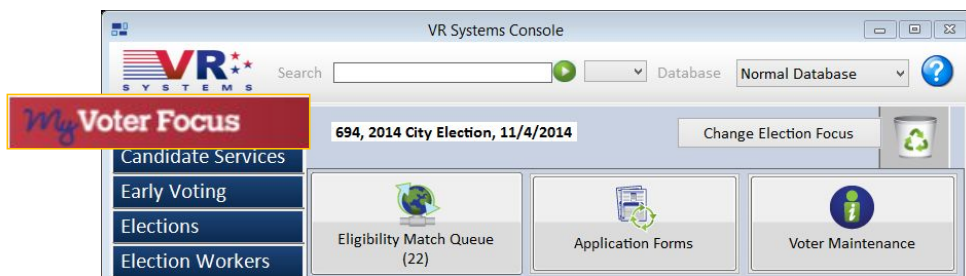 VR Systems Console
VR
SYSTEMS
Search
Database
Normal Database
?
My Voter Focus
694, 2014 City Election, 11/4/2014
Change Election Focus
Candidate Services
Early Voting
Elections
Election Workers
Eligibility Match Queue
(22)
Application Forms
i
Voter Maintenance